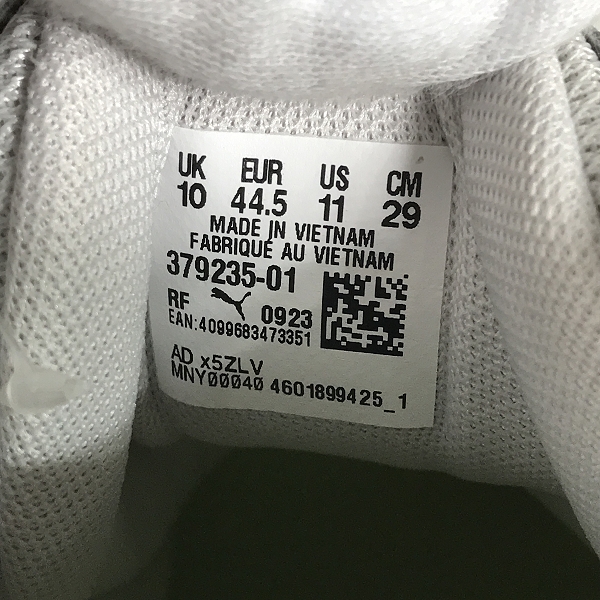 UK EUR US CM
10 44.5 11 29
MADE IN VIETNAM
FABRIQUÉ AU VIETNAM
379235-01
RF 0923
EAN:4099683473351
AD x5ZLV
MNY00040 4601899425_1